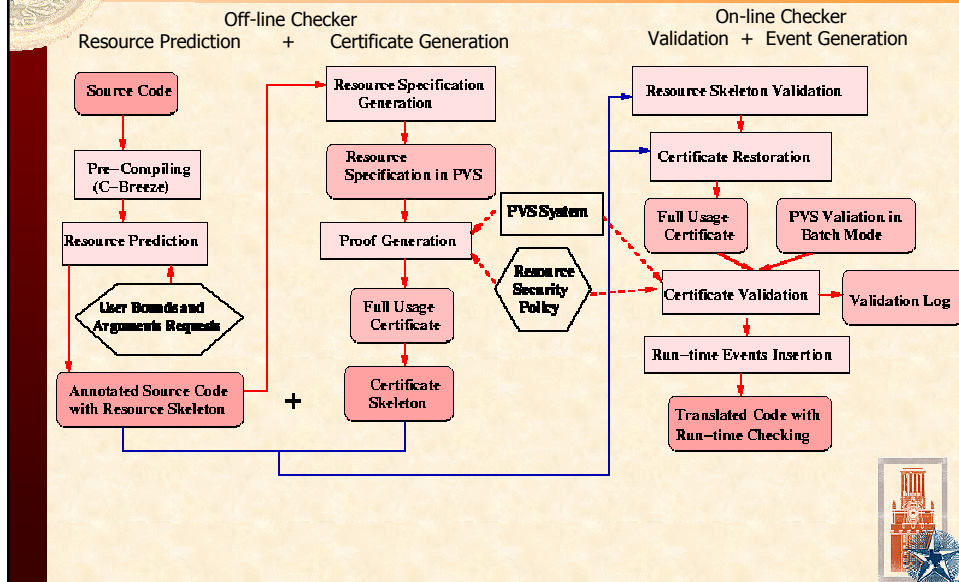 Off-line Checker
Resource Prediction + Certificate Generation
On-line Checker
Validation + Event Generation
Source Code
Pre-Compiling
(C-Breeze)
Resource Prediction
User Bounds and
Arguments Requests
Annotated Source Code
with Resource Skeleton
+
Resource Specification
Generation
Resource
Specification in PVS
Proof Generation
Full Usage
Certificate
Certificate
Skeleton
PVS System
Resource
Security
Policy
Resource Skeleton Validation
Certificate Restoration
Full Usage
Certificate
PVS Valiation in
Batch Mode
Certificate Validation
Validation Log
Run-time Events Insertion
Translated Code with
Run-time Checking